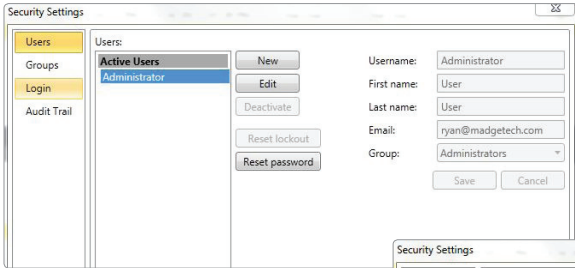 Security Settings
Users
Groups
Login
Audit Trail
Users:
Active Users
Administrator
New
Edit
Deactivate
Reset lockout
Reset password
Username: Administrator
First name: User
Last name: User
Email: ryan@madgetech.com
Group: Administrators
Save Cancel
Security Settings